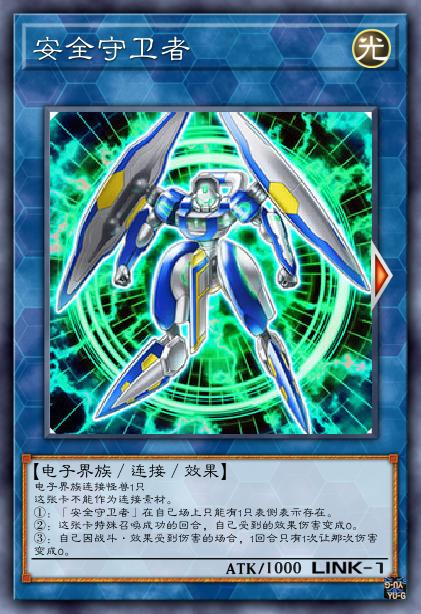 安全守卫者
光
【电子界族/连接/效果】
电子界族连接怪兽1只
这张卡不能作为连接素材。
①：「安全守卫者」在自己场上只能有1只表侧表示存在。
②：这张卡特殊召唤成功的回合，自己受到的效果伤害变成0。
③：自己因战斗·效果受到伤害的场合，1回合只有1次让那次伤害
变成0。
ATK/1000 LINK-1